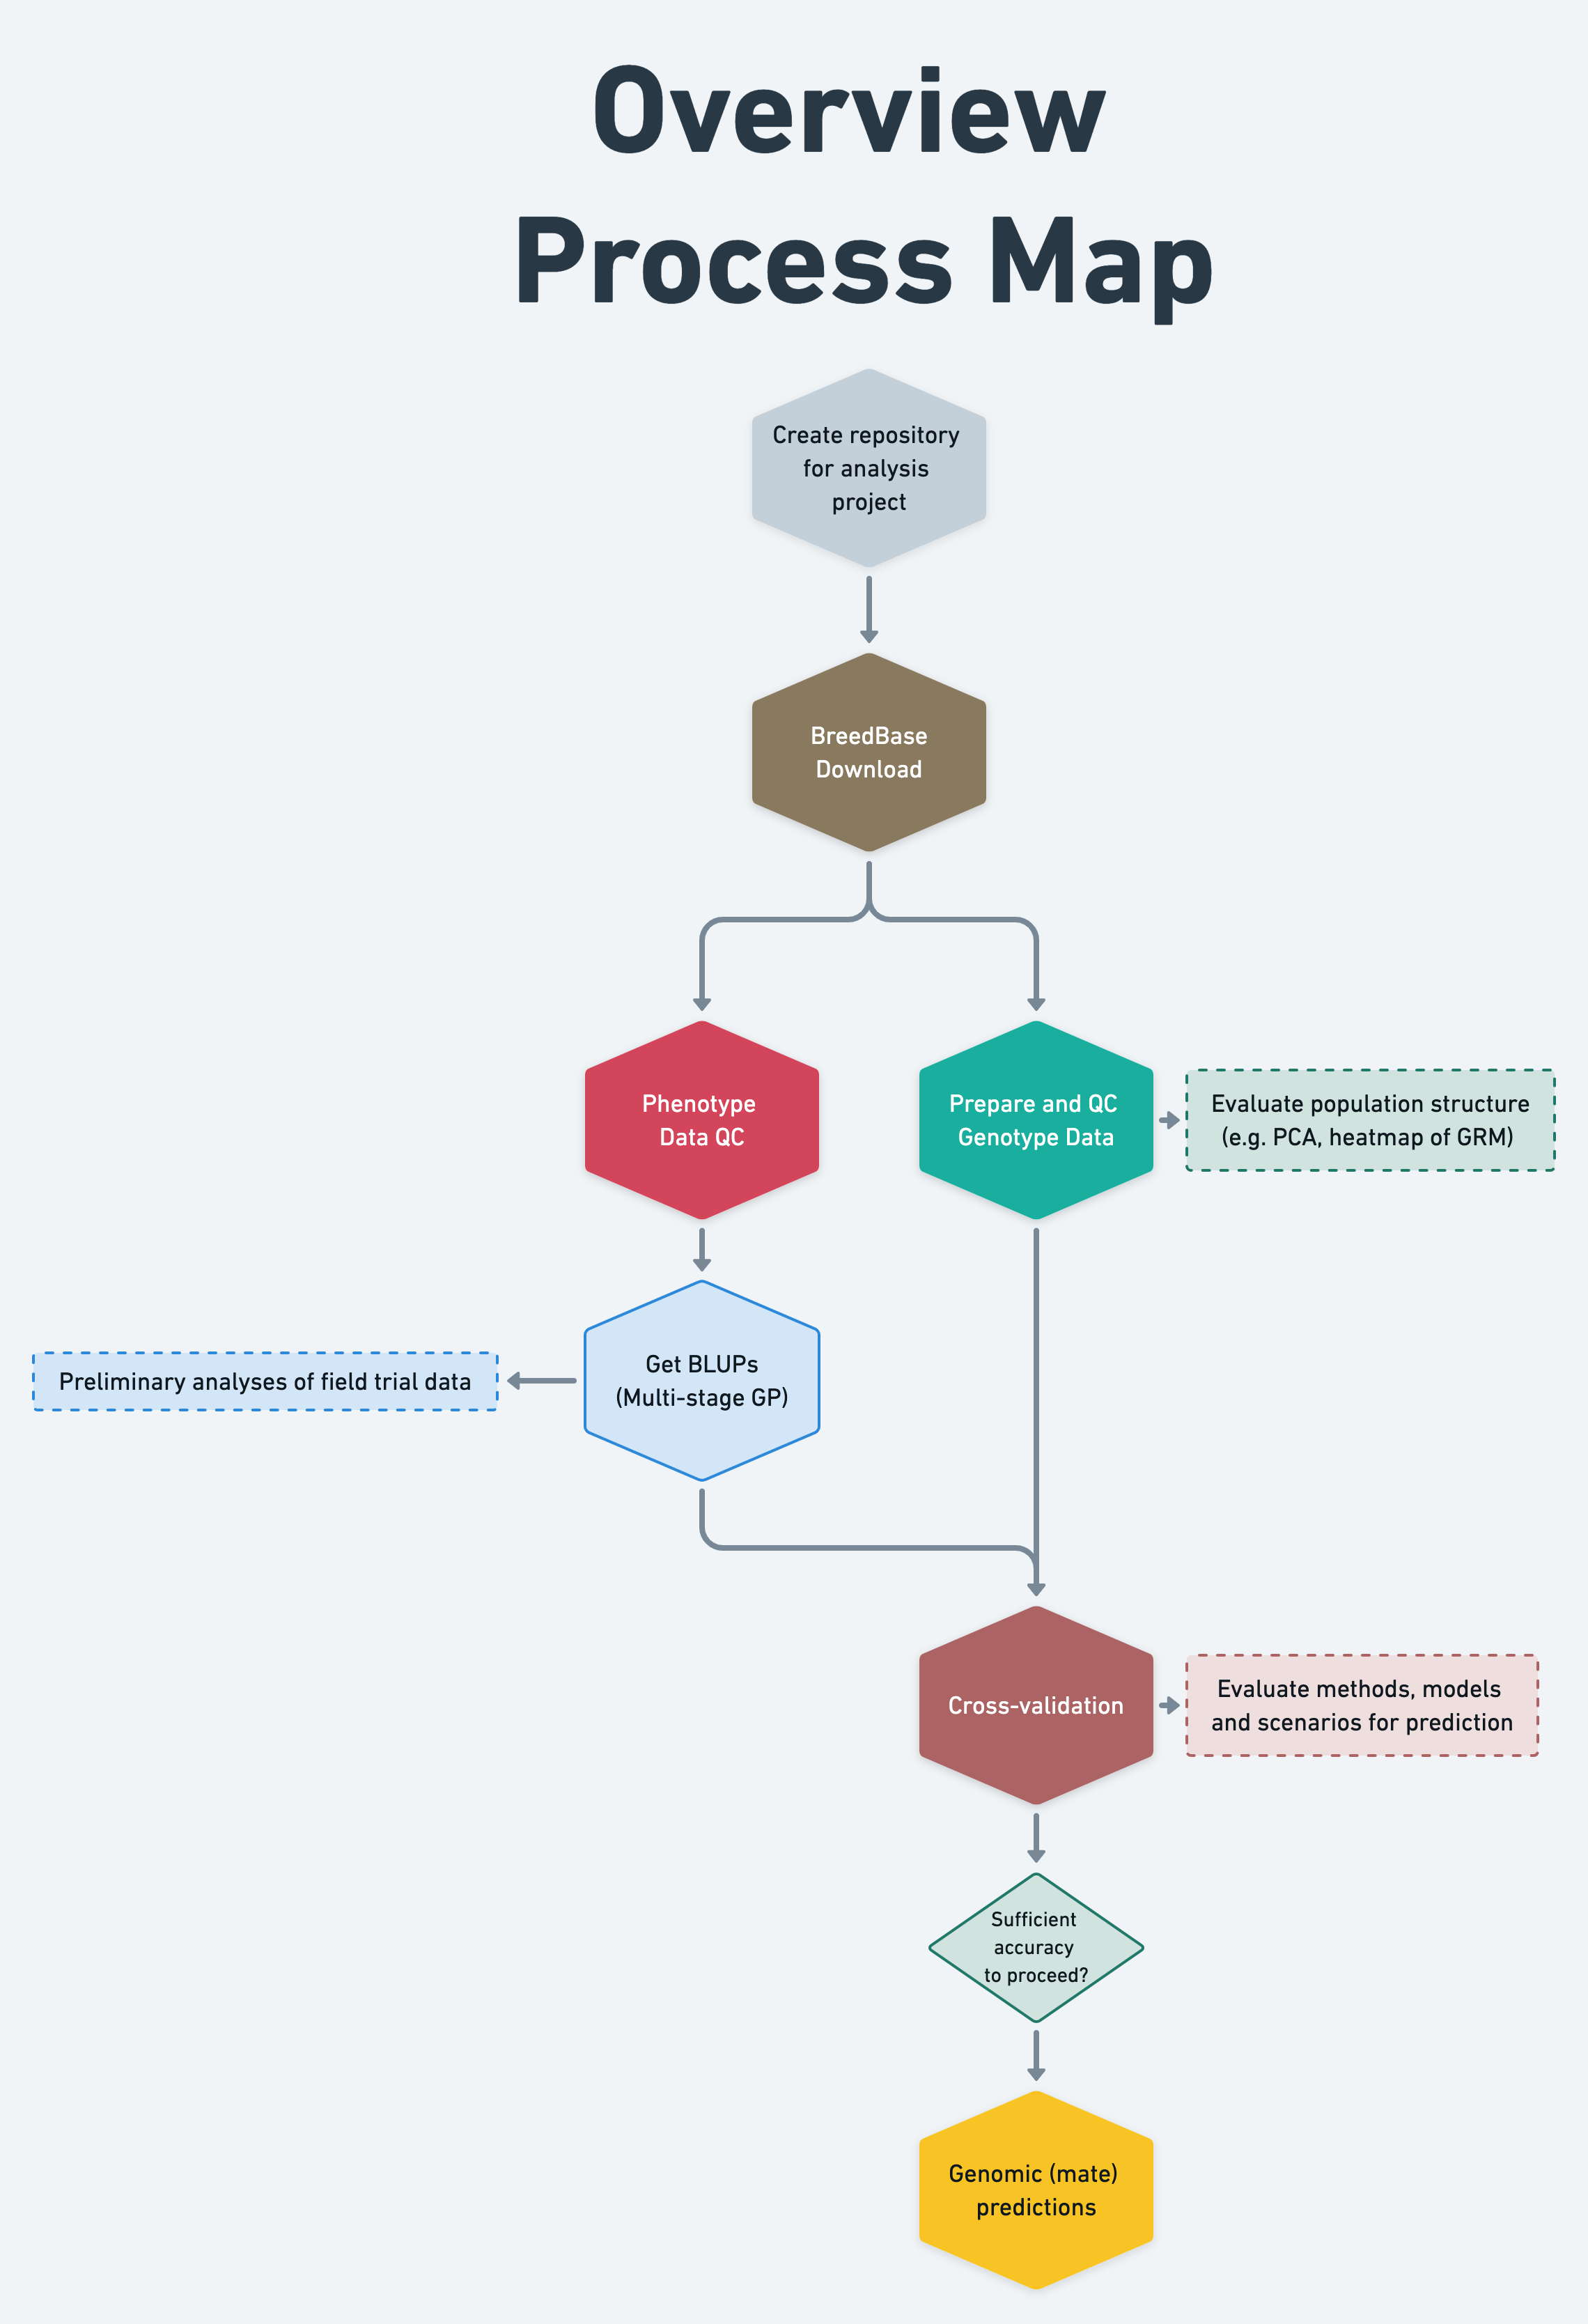 Overview
Process Map
Create repository
for analysis
project
BreedBase
Download
Phenotype
Data QC
Prepare and QC
Genotype Data
Evaluate population structure
(e.g. PCA, heatmap of GRM)
Preliminary analyses of field trial data
Get BLUPs
(Multi-stage GP)
Cross-validation
Evaluate methods, models
and scenarios for prediction
Sufficient
accuracy
to proceed?
Genomic (mate)
predictions